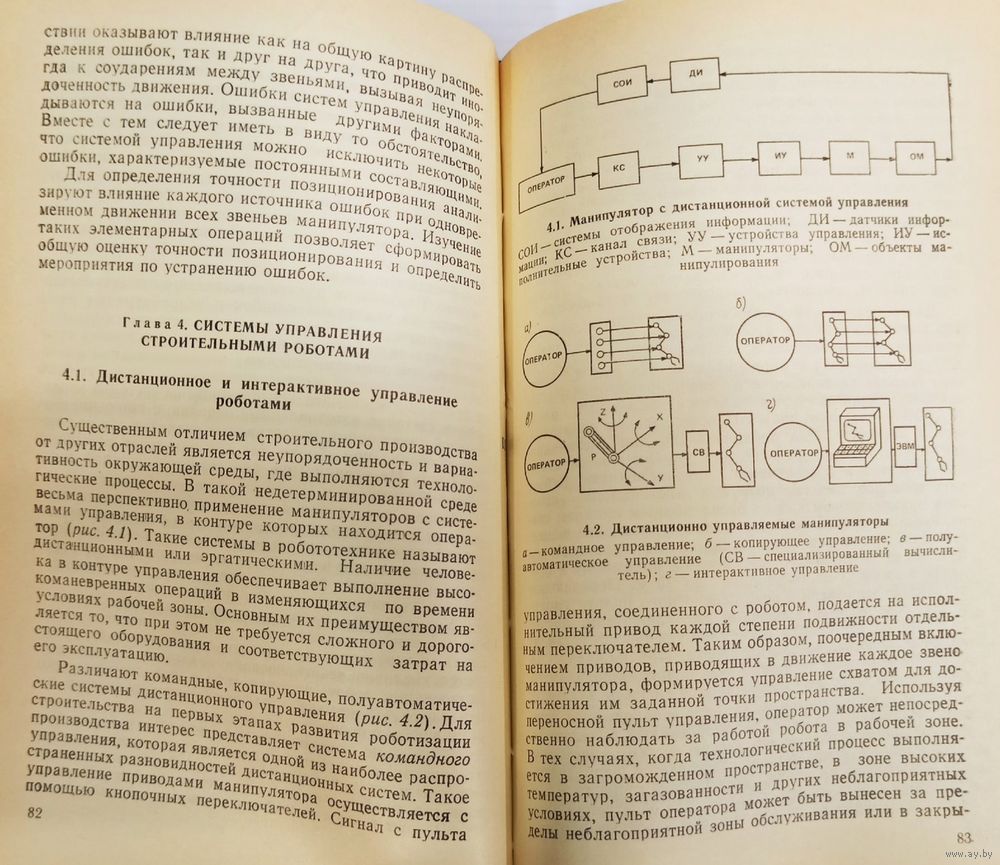 ствии оказывают влияние как на общую картину распре-
деления ошибок, так и друг на друга, что приводит ино-
гда к соударениям между звеньями, вызывая неупоря-
доченность движения. Ошибки систем управления накла-
дываются на ошибки, вызванные другими факторами.
Вместе с тем следует иметь в виду то обстоятельство,
что системой управления можно исключить некоторые
ошибки, характеризуемые постоянными составляющими.
Для определения точности позиционирования анали-
зируют влияние каждого источника ошибок при одновре-
менном движении всех звеньев манипулятора. Изучение
таких элементарных операций позволяет сформировать
общую оценку точности позиционирования и определить
мероприятия по устранению ошибок.
Глава 4. СИСТЕМЫ УПРАВЛЕНИЯ
СТРОИТЕЛЬНЫМИ РОБОТАМИ
4.1. Дистанционное и интерактивное управление
роботами
Существенным отличием строительного производства
от других отраслей является неупорядоченность и вариа-
тивность окружающей среды, где выполняются техноло-
гические процессы. В такой недетерминированной среде
весьма перспективно применение манипуляторов с систе-
мами управления, в контуре которых находится опера-
тор (рис. 4.1). Такие системы в робототехнике называют
дистанционными или эргатическими. Наличие челове-
ка в контуре управления обеспечивает выполнение высо-
команевренных операций в изменяющихся по времени
условиях рабочей зоны. Основным их преимуществом яв-
ляется то, что при этом не требуется сложного и дорого-
стоящего оборудования и соответствующих затрат на
его эксплуатацию.
Различают командные, копирующие, полуавтоматиче-
ские системы дистанционного управления (рис. 4.2). Для
строительства на первых этапах развития роботизации
производства интерес представляет система командного
управления, которая является одной из наиболее распро-
страненных разновидностей дистанционных систем. Такое
управление приводами манипулятора осуществляется с
помощью кнопочных переключателей. Сигнал с пульта
82
СОИ ДИ
ОПЕРАТОР КС УУ ИУ М ОМ
4.1. Манипулятор с дистанционной системой управления
СОИ — системы отображения информации; ДИ — датчики инфор-
мации; КС — канал связи; УУ — устройства управления; ИУ — ис-
полнительные устройства; М — манипуляторы; ОМ — объекты ма-
нипулирования
а) б)
ОПЕРАТОР ОПЕРАТОР
в) Z X г)
ОПЕРАТОР P Y СВ ОПЕРАТОР ЭВМ
4.2. Дистанционно управляемые манипуляторы
а — командное управление; б — копирующее управление; в — полу-
автоматическое управление (СВ — специализированный вычисли-
тель); г — интерактивное управление
управления, соединенного с роботом, подается на испол-
нительный привод каждой степени подвижности отдель-
ным переключателем. Таким образом, поочередным вклю-
чением приводов, приводящих в движение каждое звено
манипулятора, формируется управление схватом для до-
стижения им заданной точки пространства. Используя
переносной пульт управления, оператор может непосред-
ственно наблюдать за работой робота в рабочей зоне.
В тех случаях, когда технологический процесс выполня-
ется в загроможденном пространстве, в зоне высоких
температур, загазованности и других неблагоприятных
условиях, пульт оператора может быть вынесен за пре-
делы неблагоприятной зоны обслуживания или в закры-
83
www.ay.by